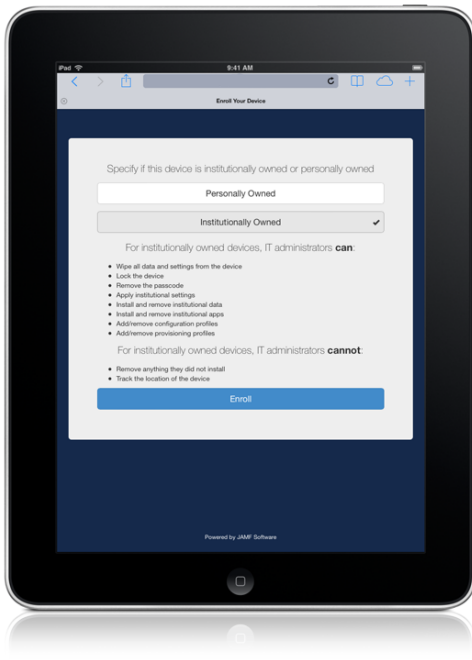 iPad 9:41 AM
Enroll Your Device
Specify if this device is institutionally owned or personally owned
Personally Owned
Institutionally Owned ✔
For institutionally owned devices, IT administrators can:
• Wipe all data and settings from the device
• Lock the device
• Remove the passcode
• Apply institutional settings
• Install and remove institutional data
• Install and remove institutional apps
• Add/remove configuration profiles
• Add/remove provisioning profiles
For institutionally owned devices, IT administrators cannot:
• Remove anything they did not install
• Track the location of the device
Enroll
Powered by JAMF Software